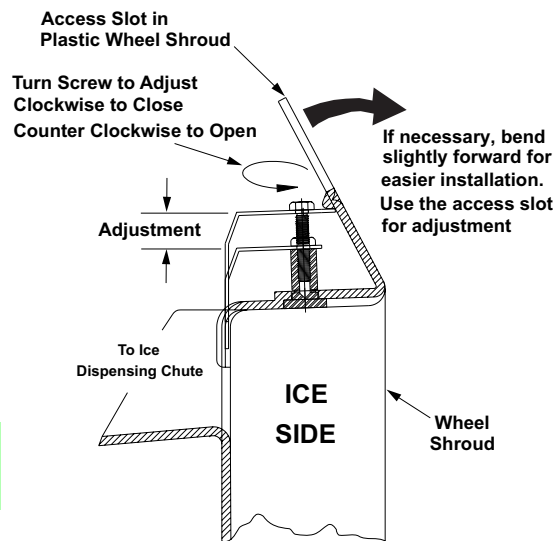 Access Slot in
Plastic Wheel Shroud
Turn Screw to Adjust
Clockwise to Close
Counter Clockwise to Open
If necessary, bend
slightly forward for
easier installation.
Use the access slot
for adjustment
Adjustment
To Ice
Dispensing Chute
ICE
SIDE
Wheel
Shroud